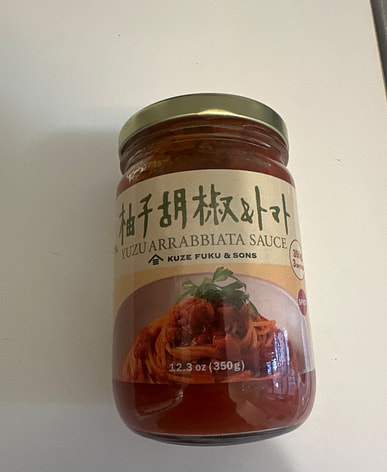 柚子胡椒&トマト
YUZU ARRABBIATA SAUCE
KUZE FUKU & SONS
12.3 oz (350g)